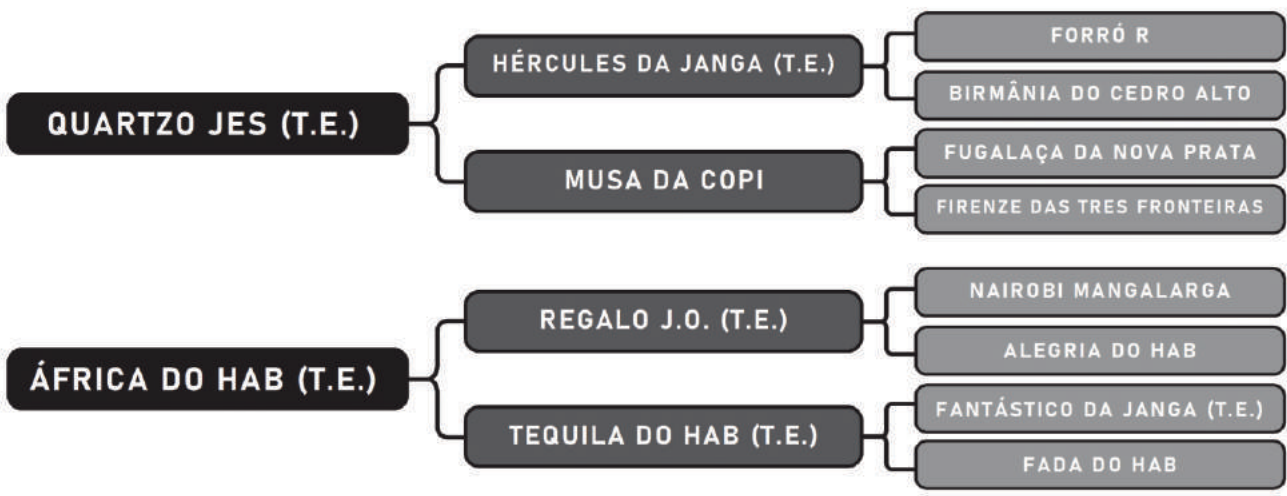 QUARTZO JES (T.E.)
HÉRCULES DA JANGA (T.E.)
FORRÓ R
BIRMÂNIA DO CEDRO ALTO
MUSA DA COPI
FUGALAÇA DA NOVA PRATA
FIRENZE DAS TRES FRONTEIRAS
ÁFRICA DO HAB (T.E.)
REGALO J.O. (T.E.)
NAIROBI MANGALARGA
ALEGRIA DO HAB
TEQUILA DO HAB (T.E.)
FANTÁSTICO DA JANGA (T.E.)
FADA DO HAB